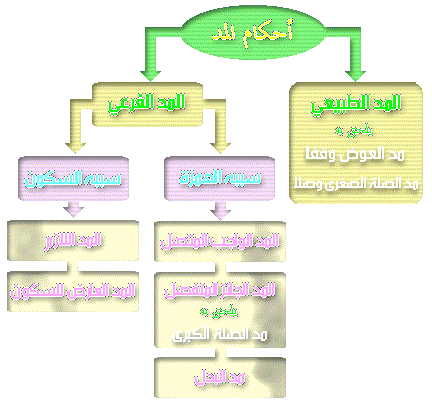 أحكام المد
المد الطبيعي
يلحق به
مد العوض وقفا
مد الصلة الصغرى وصلا
المد الفرعي
سببه الهمزة
المد الواجب المتصل
المد الجائز المنفصل
يلحق به
مد الصلة الكبرى
مد البدل
سببه السكون
المد اللازم
المد العارض للسكون